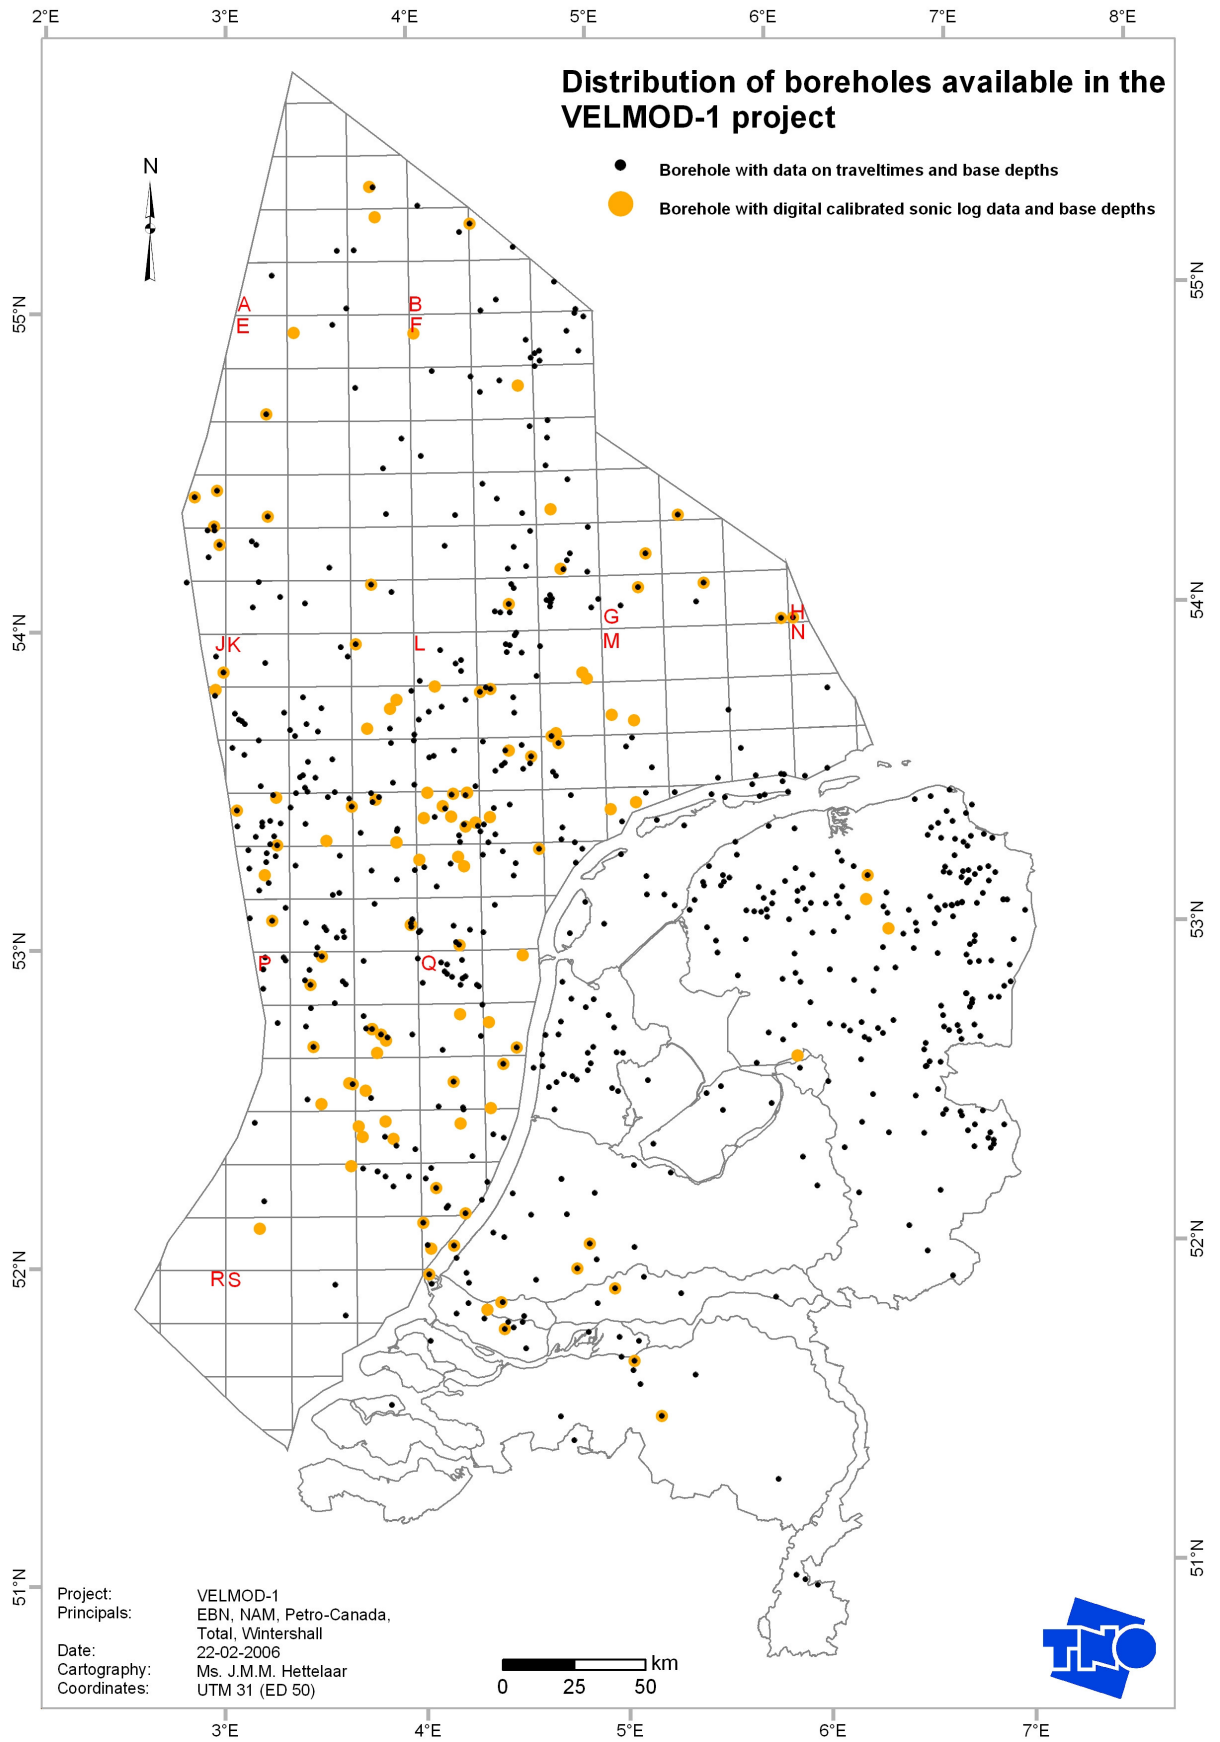 2°E 3°E 4°E 5°E 6°E 7°E 8°E
Distribution of boreholes available in the
VELMOD-1 project
N
Borehole with data on traveltimes and base depths
Borehole with digital calibrated sonic log data and base depths
55°N
55°N
A B
E F
54°N
54°N
G H
M N
J K L
53°N
53°N
P Q
52°N
52°N
R S
51°N
51°N
Project: VELMOD-1
Principals: EBN, NAM, Petro-Canada,
Total, Wintershall
Date: 22-02-2006
Cartography: Ms. J.M.M. Hettelaar
Coordinates: UTM 31 (ED 50)
km
0 25 50
TNO
3°E 4°E 5°E 6°E 7°E